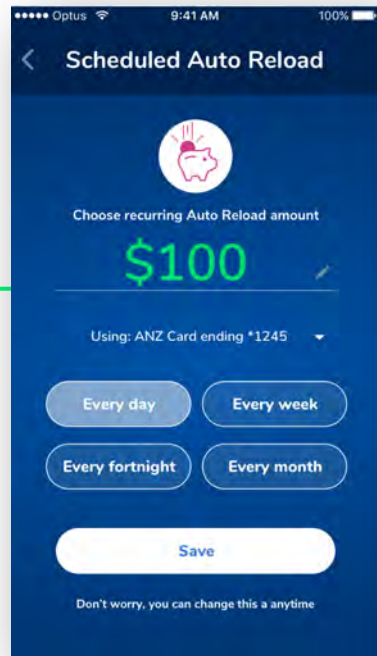 Optus 9:41 AM 100%
Scheduled Auto Reload
Choose recurring Auto Reload amount
$100
Using: ANZ Card ending *1245
Every day Every week
Every fortnight Every month
Save
Don't worry, you can change this a anytime